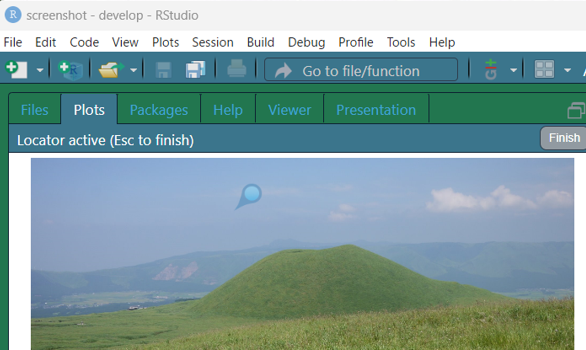 R screenshot - develop - RStudio
File Edit Code View Plots Session Build Debug Profile Tools Help
R Go to file/function
Files Plots Packages Help Viewer Presentation
Locator active (Esc to finish) Finish